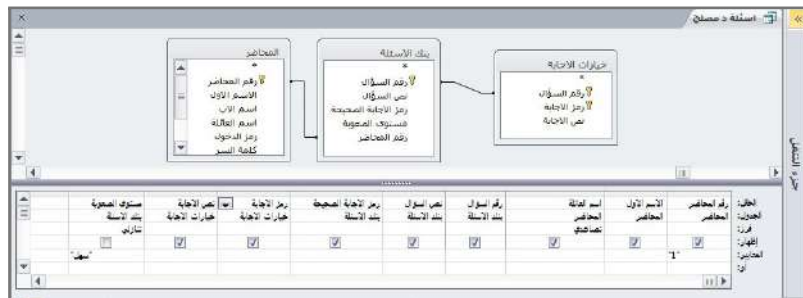 اسئلة د مصلح
المحاضر
*
رقم المحاضر
الاسم الاول
اسم الاب
اسم العائلة
رمز الدخول
كلمة السر
بنك الاسئلة
*
رقم السؤال
نص السؤال
رمز الاجابة الصحيحة
مستوى الصعوبة
رقم المحاضر
خيارات الاجابة
*
رقم السؤال
رمز الاجابة
نص الاجابة
جزء التنقل
الحقل: رقم المحاضر الاسم الاول اسم العائلة رقم السؤال نص السؤال رمز الاجابة الصحيحة رمز الاجابة نص الاجابة مستوى الصعوبة
الجدول: المحاضر المحاضر المحاضر بنك الاسئلة بنك الاسئلة بنك الاسئلة خيارات الاجابة خيارات الاجابة بنك الاسئلة
فرز: تصاعدي تنازلي
إظهار:
المعايير: "1" "سهل"
أو: